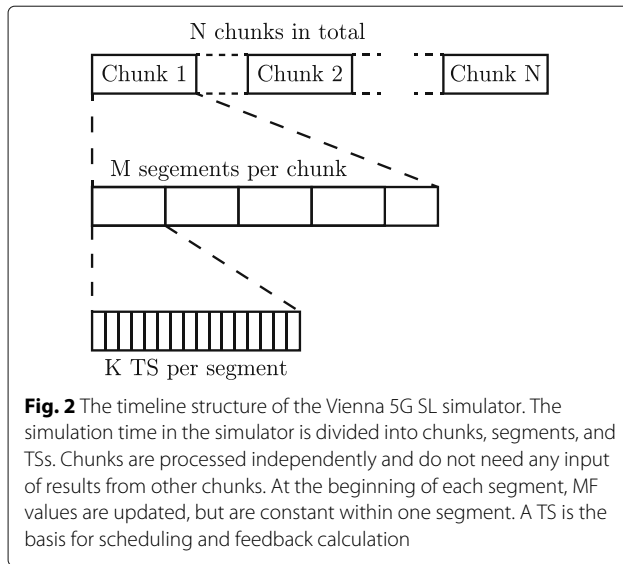 N chunks in total
Chunk 1 Chunk 2 Chunk N
M segements per chunk
K TS per segment
Fig. 2 The timeline structure of the Vienna 5G SL simulator. The
simulation time in the simulator is divided into chunks, segments, and
TSs. Chunks are processed independently and do not need any input
of results from other chunks. At the beginning of each segment, MF
values are updated, but are constant within one segment. A TS is the
basis for scheduling and feedback calculation